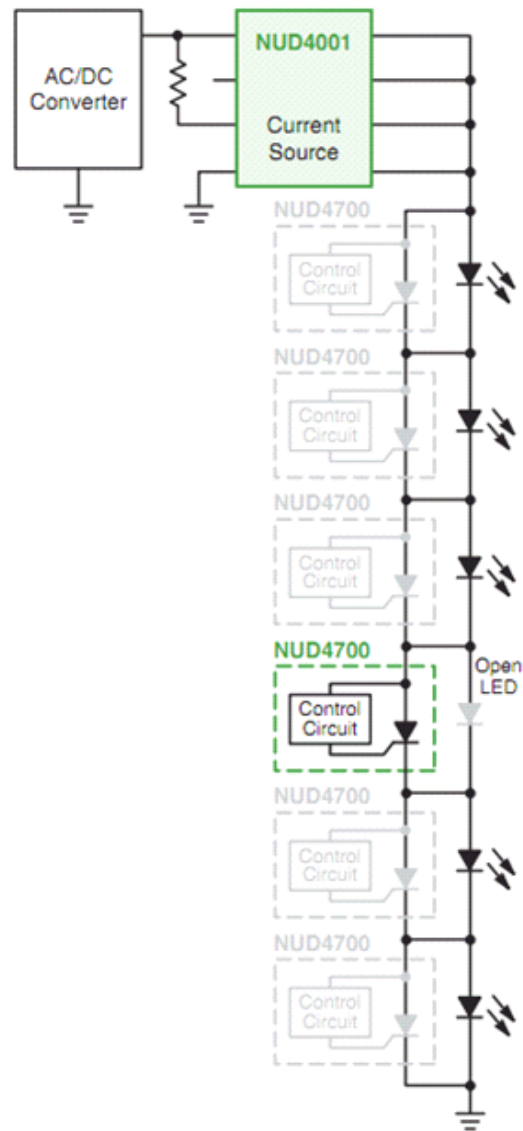 AC/DC
Converter
NUD4001
Current
Source
NUD4700
Control
Circuit
NUD4700
Control
Circuit
NUD4700
Control
Circuit
NUD4700
Control
Circuit
Open
LED
NUD4700
Control
Circuit
NUD4700
Control
Circuit